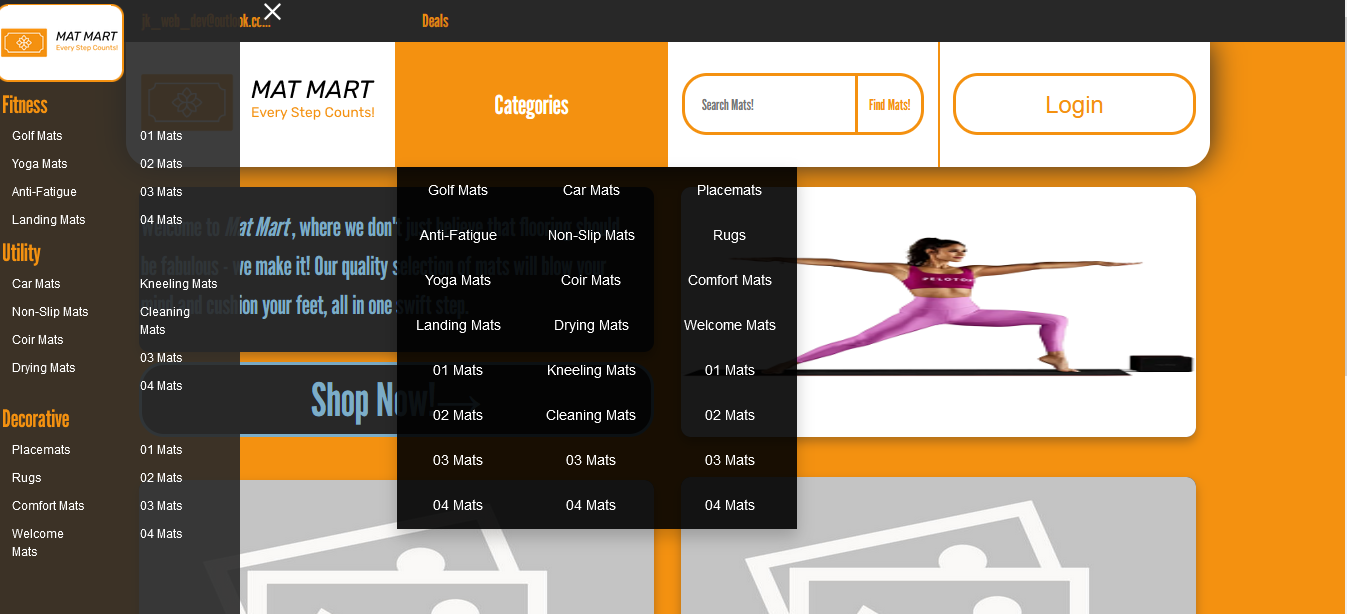 jk_web_dev@outlook.co...
Deals
MAT MART
Every Step Counts!
MAT MART
Every Step Counts!
Categories
Search Mats!
Find Mats!
Login
Fitness
Golf Mats
01 Mats
Yoga Mats
02 Mats
Anti-Fatigue
03 Mats
Landing Mats
04 Mats
Utility
Car Mats
Kneeling Mats
Non-Slip Mats
Cleaning
Mats
Coir Mats
03 Mats
Drying Mats
04 Mats
Decorative
Placemats
01 Mats
Rugs
02 Mats
Comfort Mats
03 Mats
Welcome
Mats
04 Mats
Golf Mats
Car Mats
Placemats
Anti-Fatigue
Non-Slip Mats
Rugs
Yoga Mats
Coir Mats
Comfort Mats
Landing Mats
Drying Mats
Welcome Mats
01 Mats
Kneeling Mats
01 Mats
02 Mats
Cleaning Mats
02 Mats
03 Mats
03 Mats
03 Mats
04 Mats
04 Mats
04 Mats
Welcome to Mat Mart, where we don't just believe that flooring should
be fabulous - we make it! Our quality selection of mats will blow your
mind and cushion your feet, all in one swift step.
Shop Now!
PELOTON